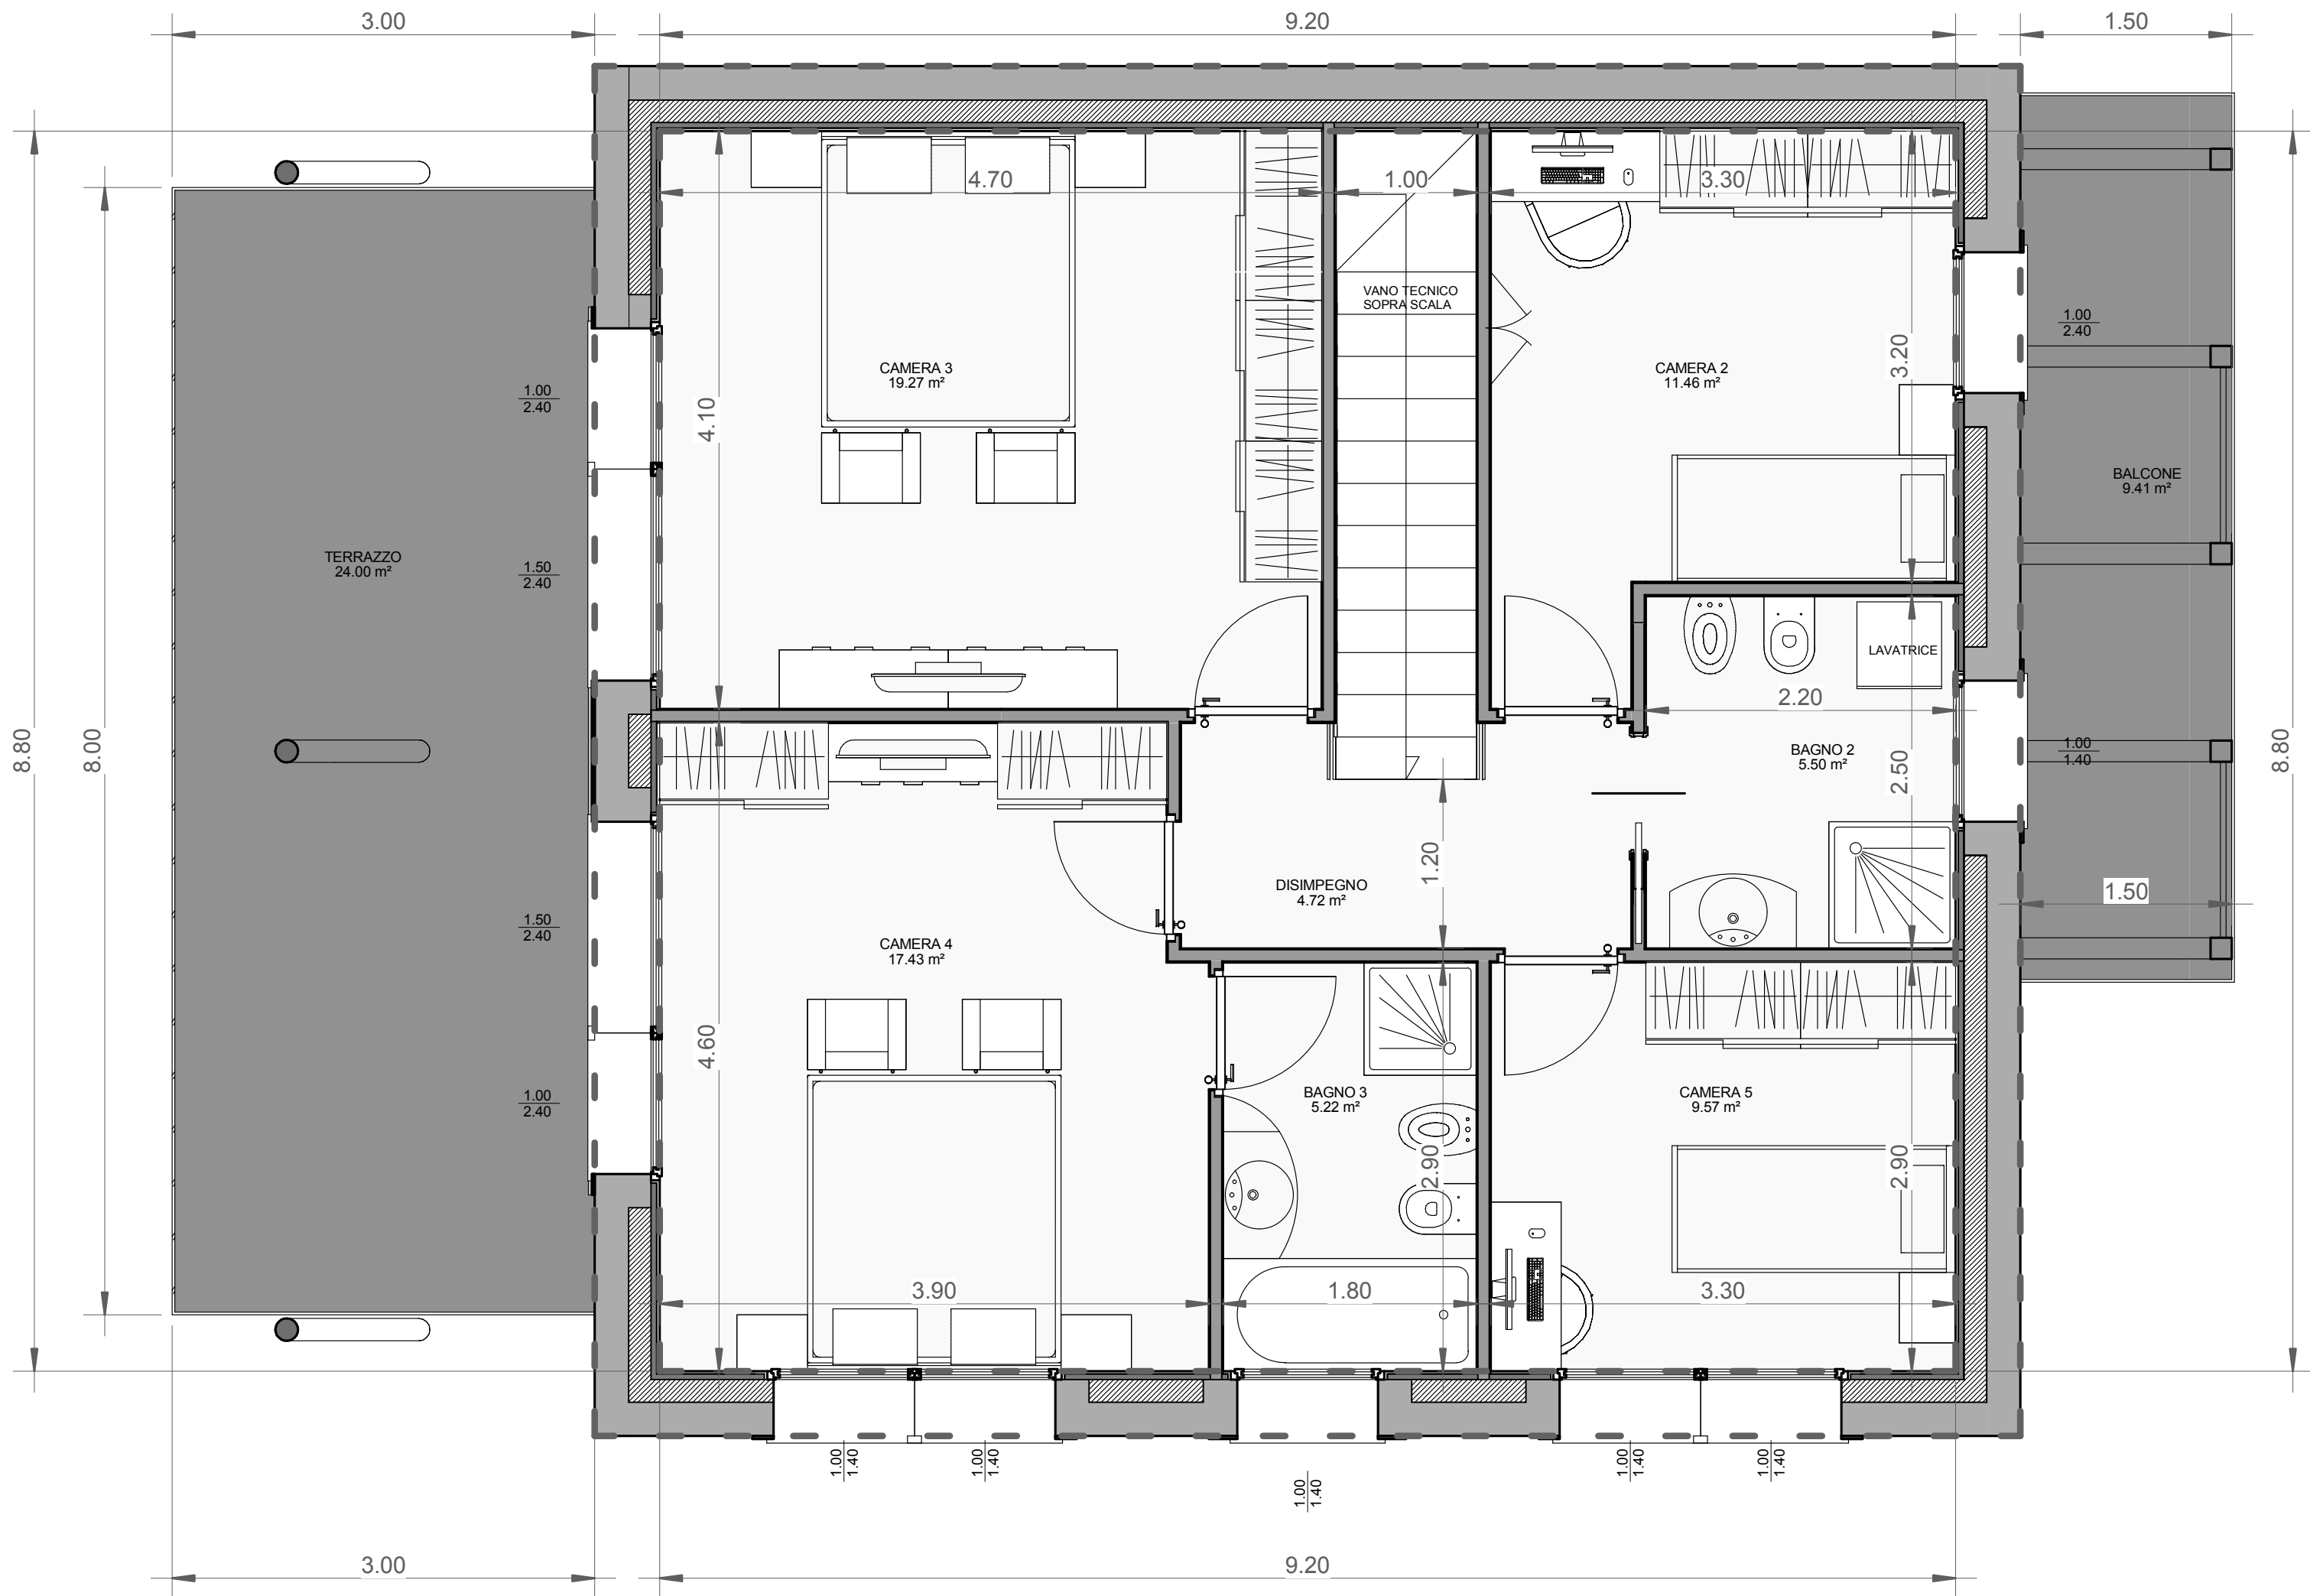 3.00
9.20
1.50
4.70
1.00
3.30
VANO TECNICO
SOPRA SCALA
1.00
2.40
CAMERA 3
19.27 m²
CAMERA 2
11.46 m²
3.20
1.00
2.40
4.10
BALCONE
9.41 m²
TERRAZZO
24.00 m²
1.50
2.40
LAVATRICE
2.20
8.80
8.00
BAGNO 2
5.50 m²
2.50
1.00
1.40
8.80
1.20
DISIMPEGNO
4.72 m²
1.50
1.50
2.40
CAMERA 4
17.43 m²
4.60
1.00
2.40
BAGNO 3
5.22 m²
CAMERA 5
9.57 m²
2.90
2.90
3.90
1.80
3.30
1.00
1.40
1.00
1.40
1.00
1.40
1.00
1.40
1.00
1.40
3.00
9.20